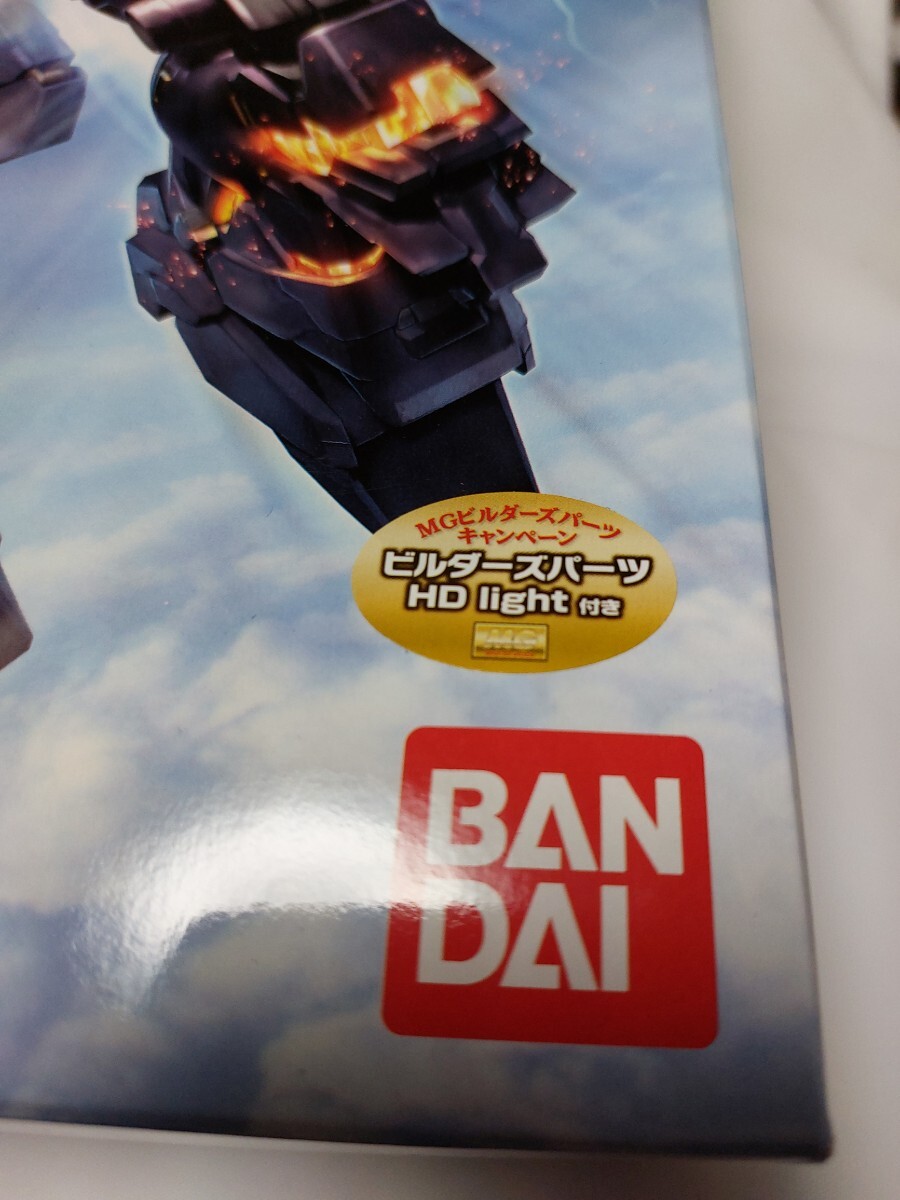 MGビルダーズパーツ
キャンペーン
ビルダーズパーツ
HD light 付き
MG
BAN
DAI